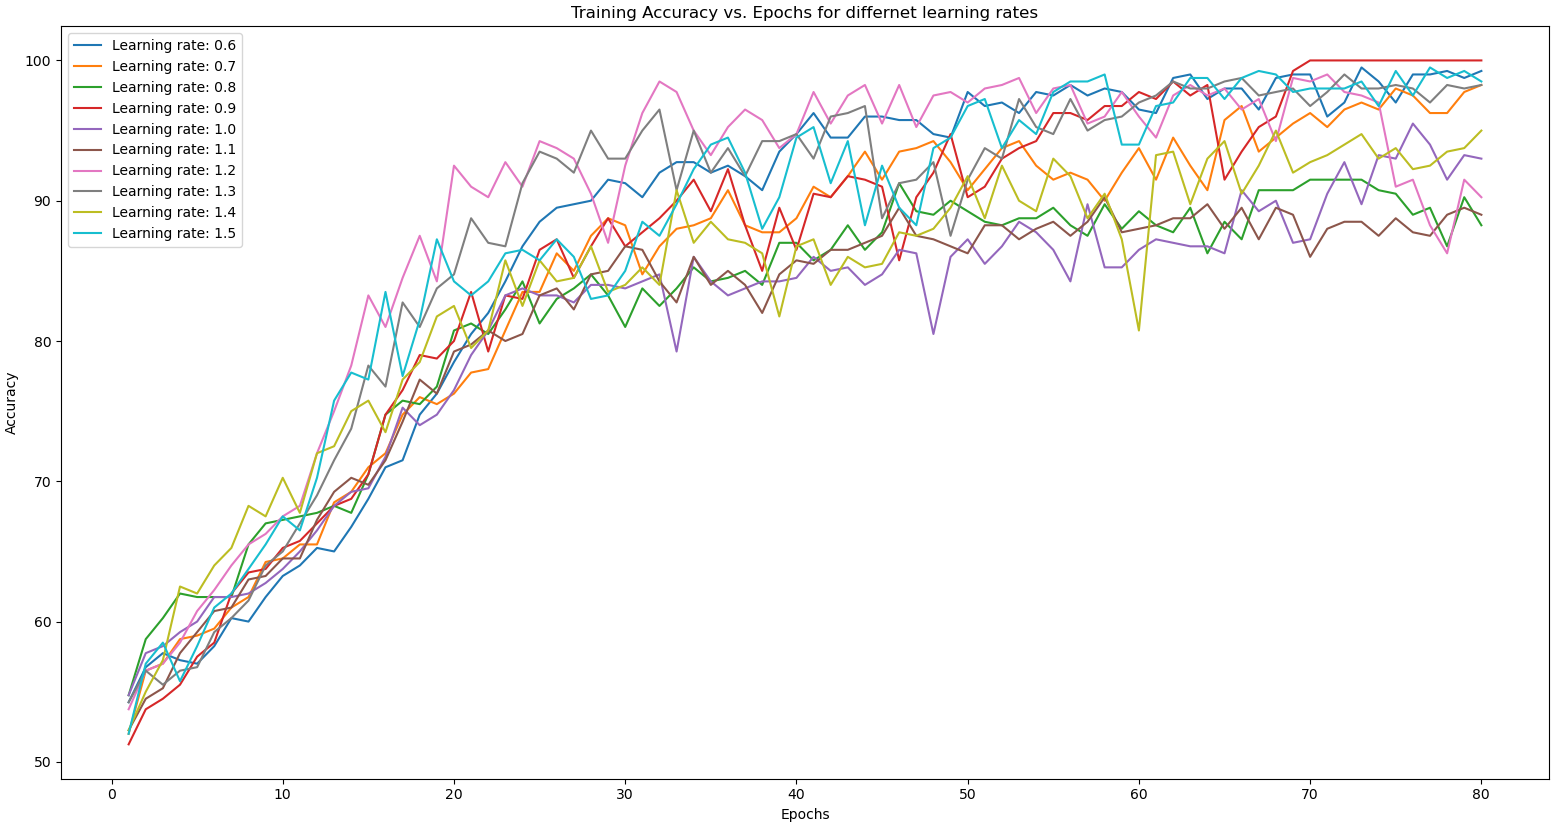 Training Accuracy vs. Epochs for differnet learning rates
Learning rate: 0.6
Learning rate: 0.7
Learning rate: 0.8
Learning rate: 0.9
Learning rate: 1.0
Learning rate: 1.1
Learning rate: 1.2
Learning rate: 1.3
Learning rate: 1.4
Learning rate: 1.5
Accuracy
100
90
80
70
60
50
0 10 20 30 40 50 60 70 80
Epochs